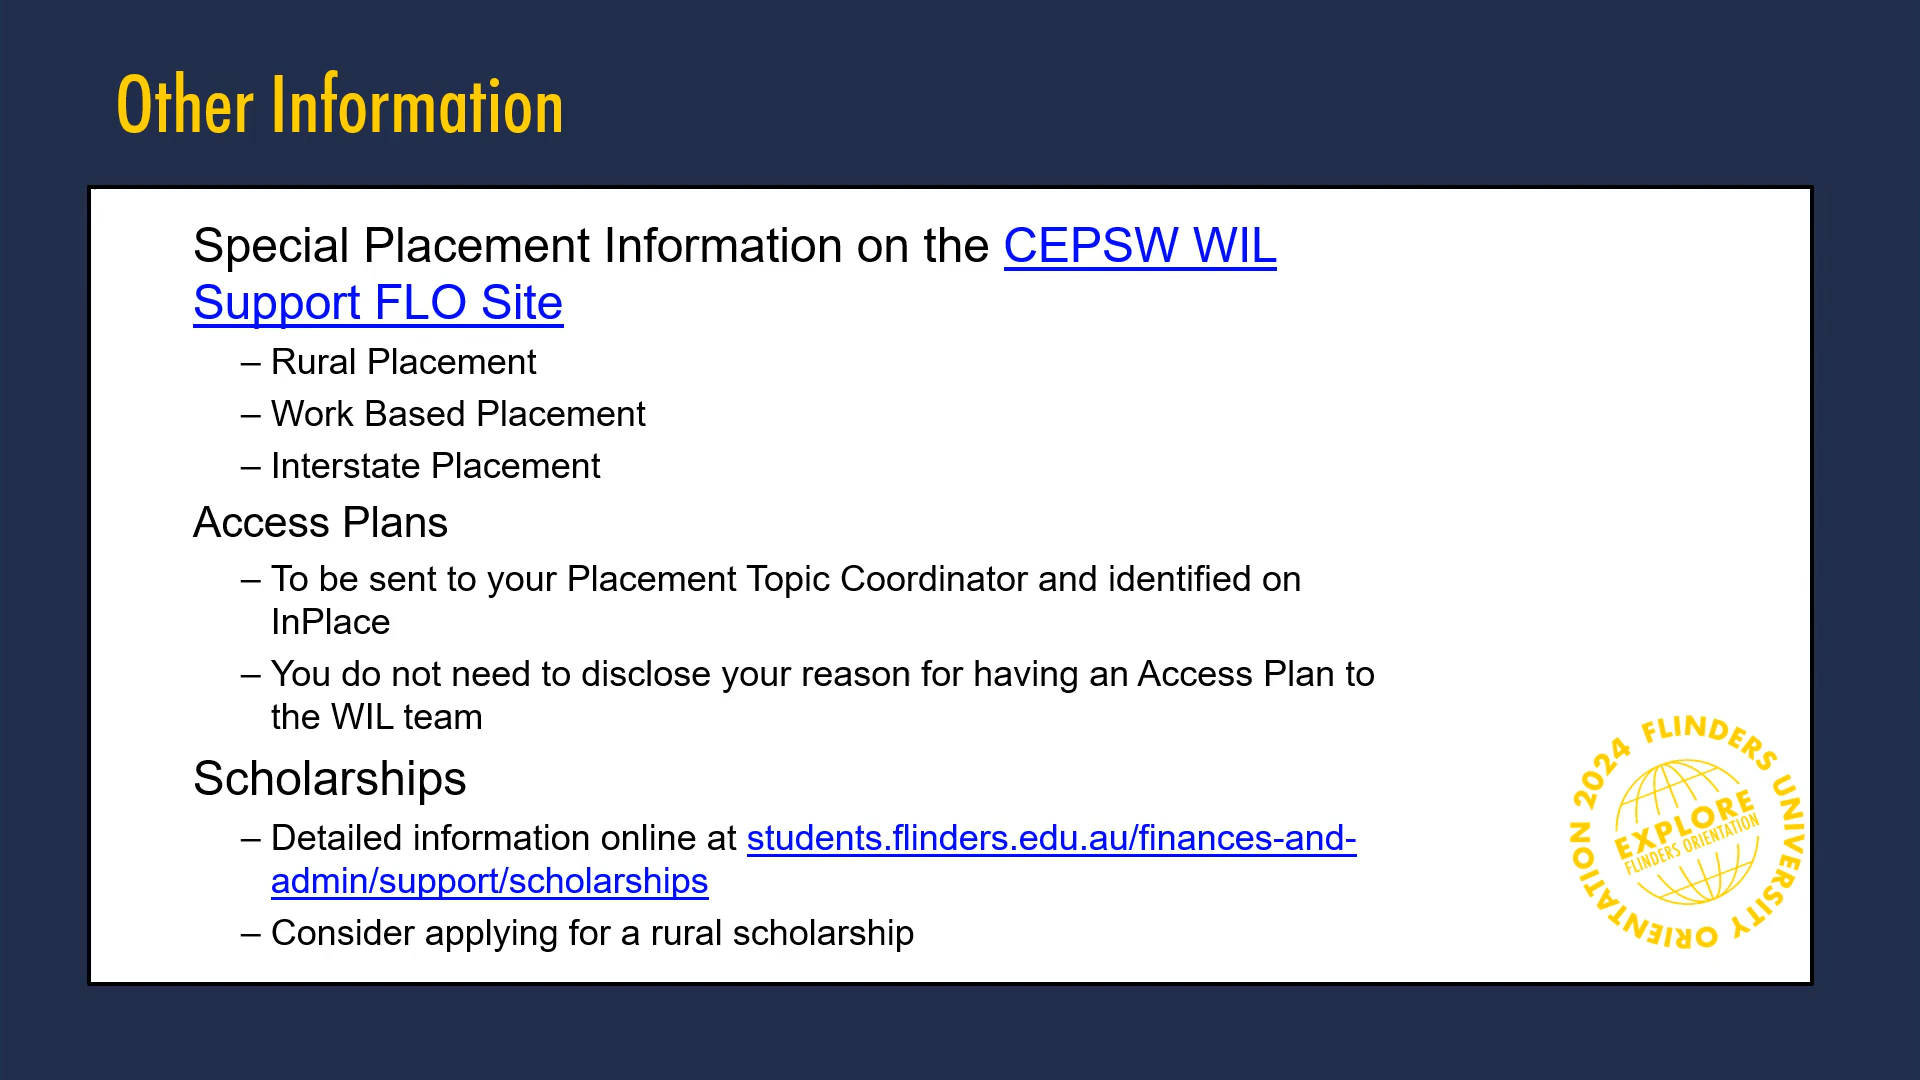 Other Information
Special Placement Information on the CEPSW WIL
Support FLO Site
– Rural Placement
– Work Based Placement
– Interstate Placement
Access Plans
– To be sent to your Placement Topic Coordinator and identified on
InPlace
– You do not need to disclose your reason for having an Access Plan to
the WIL team
Scholarships
– Detailed information online at students.flinders.edu.au/finances-and-
admin/support/scholarships
– Consider applying for a rural scholarship
FLINDERS UNIVERSITY ORIENTATION 2024
EXPLORE
FLINDERS ORIENTATION